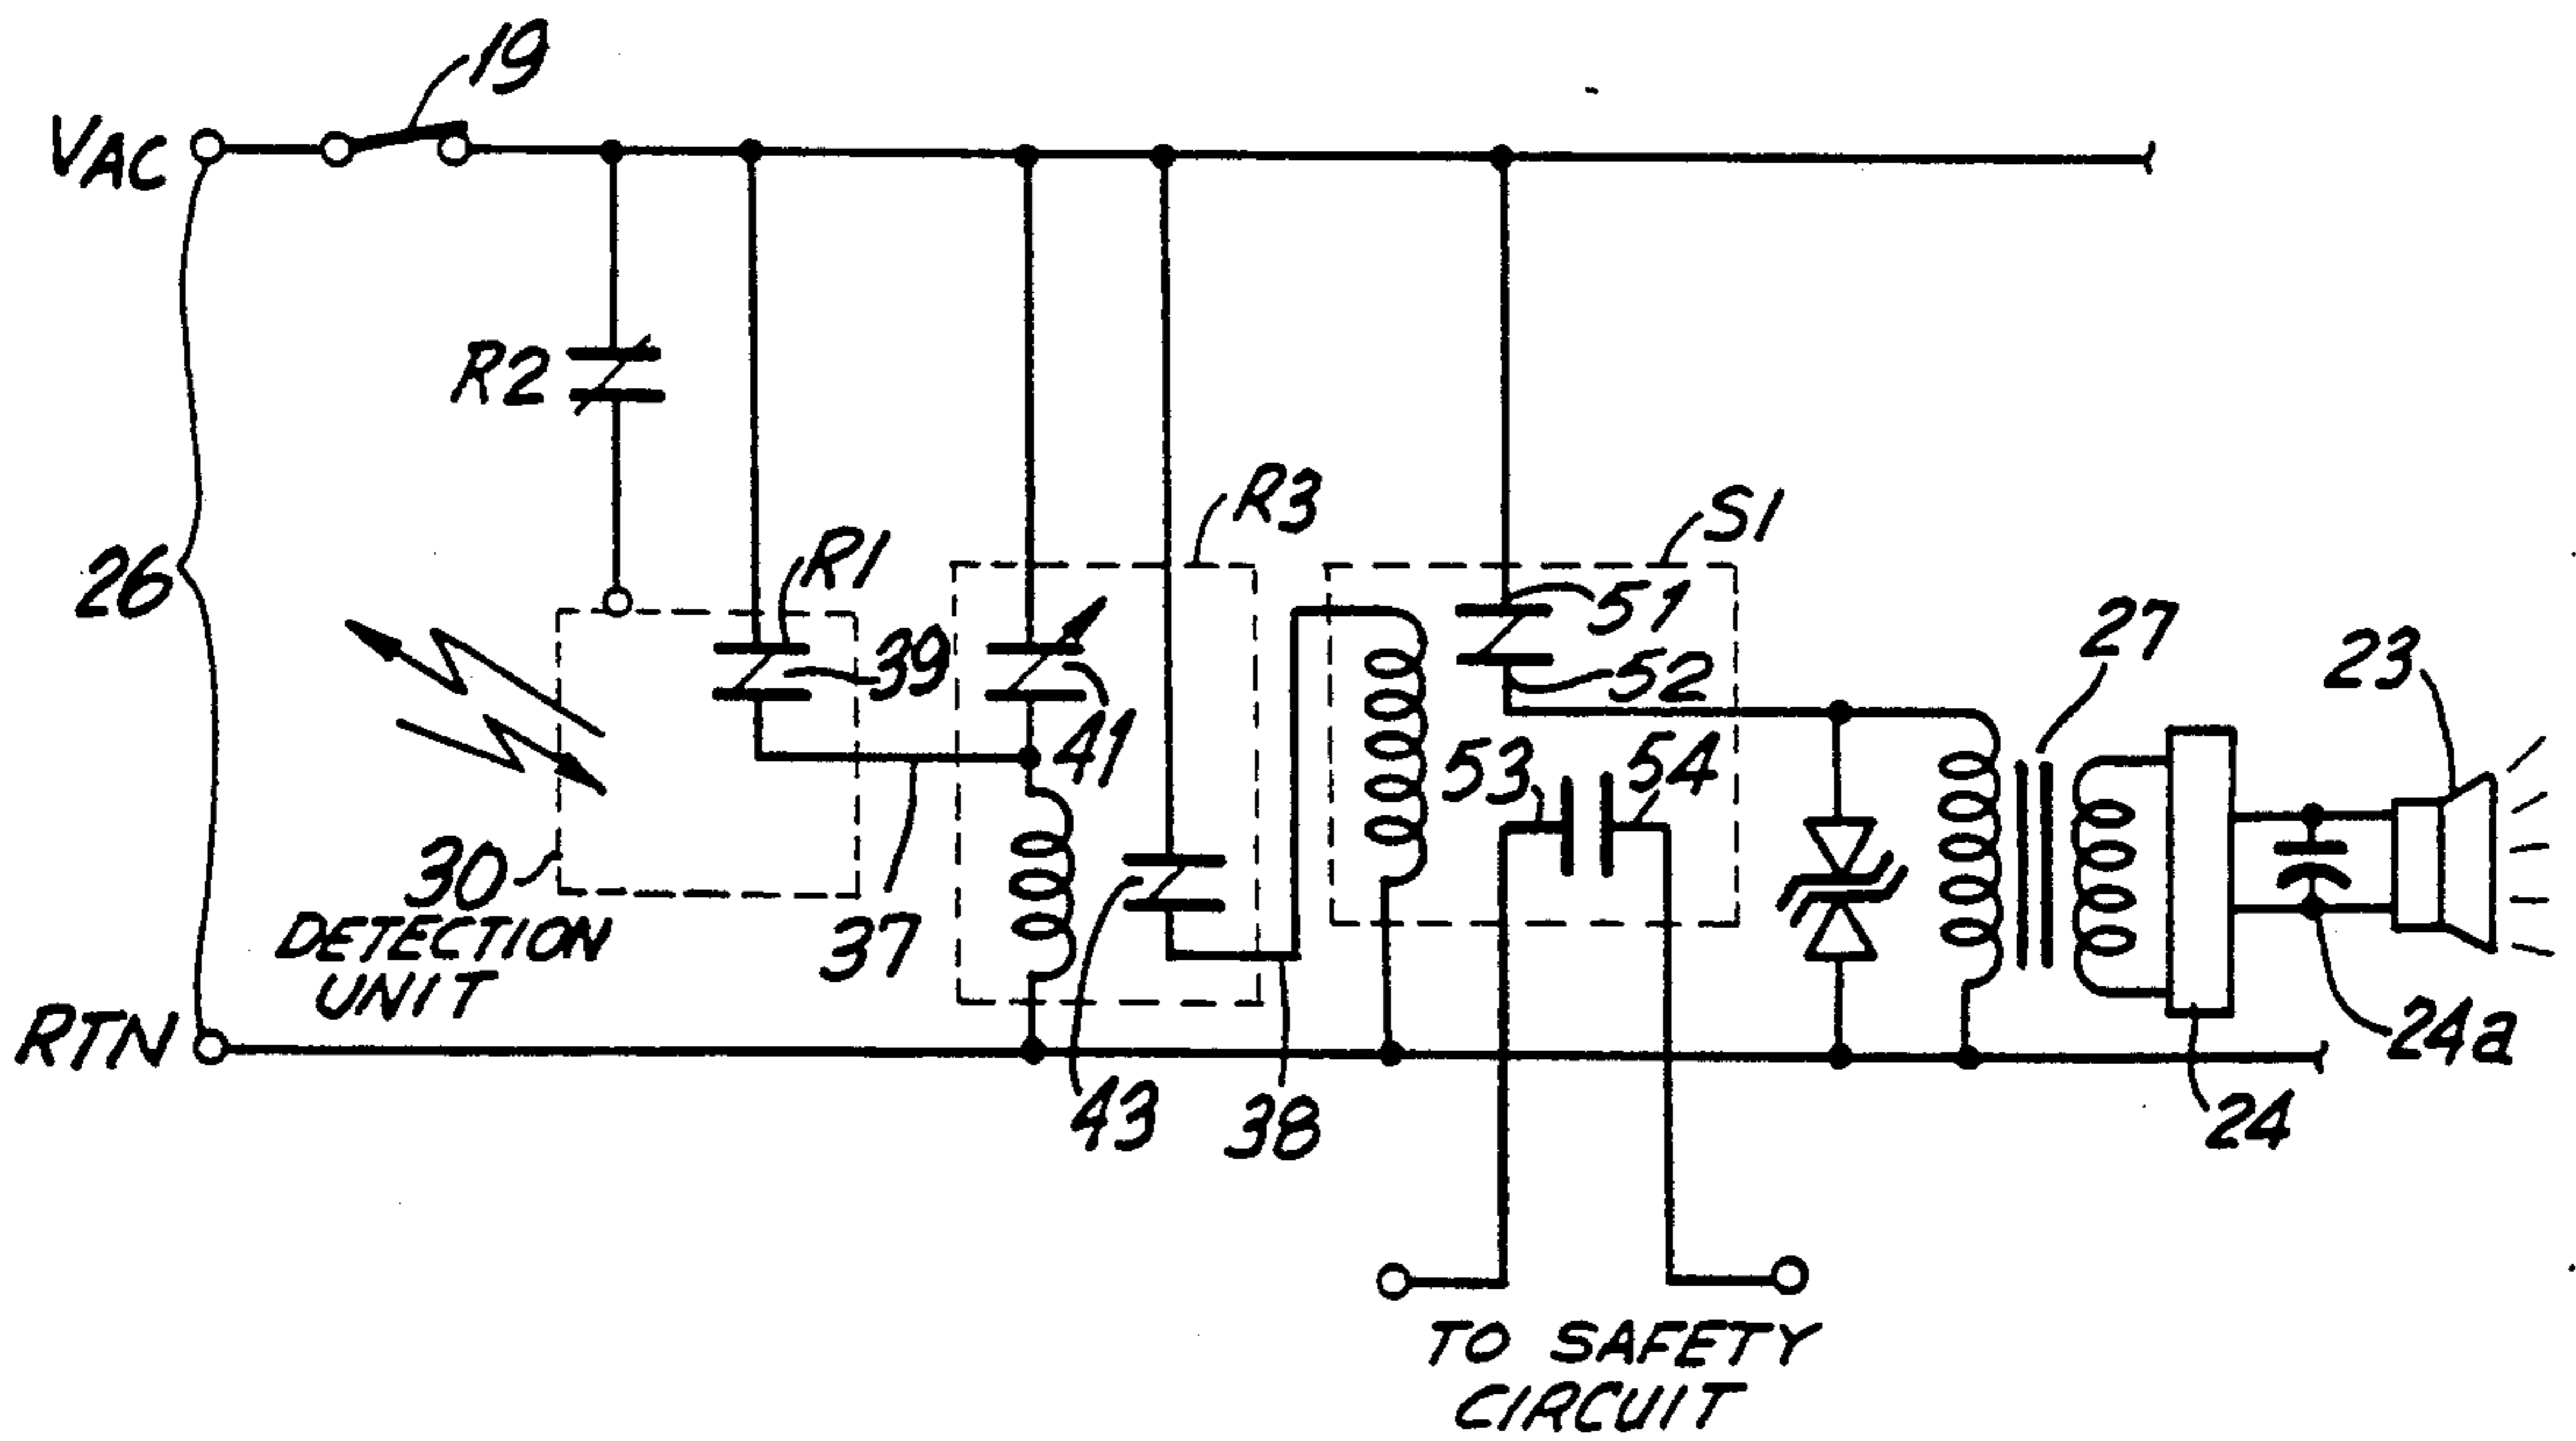 19
VAC
R2
R3
S1
R1
26
51
39
52
27
23
41
53
54
30
DETECTION
UNIT
37
RTN
43
38
24a
24
TO SAFETY
CIRCUIT